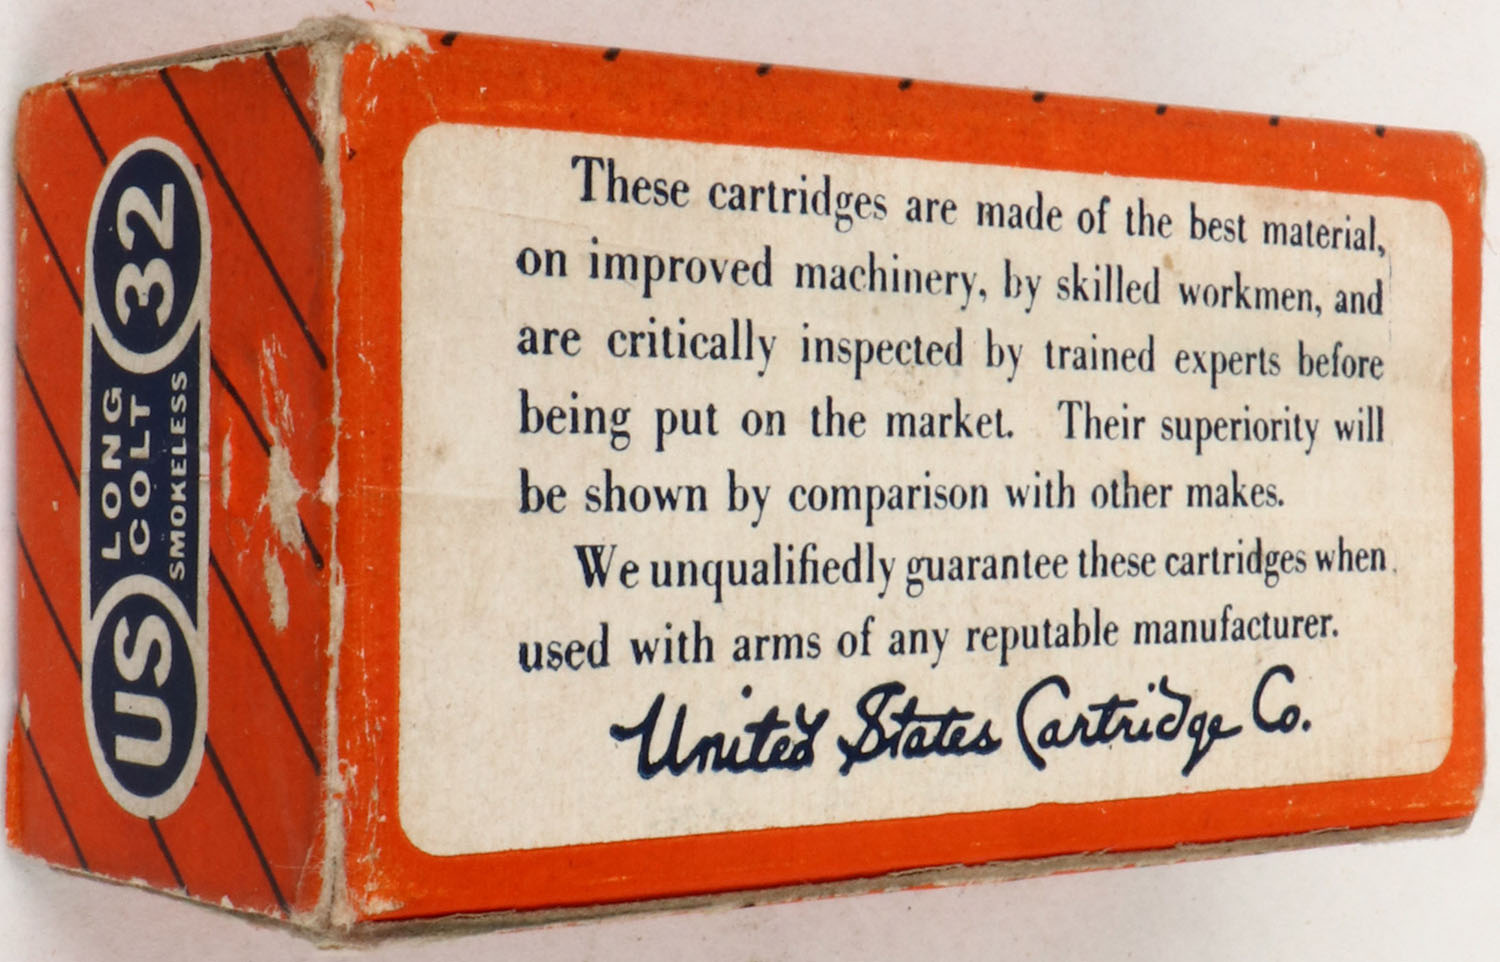 32
LONG
COLT
SMOKELESS
US
These cartridges are made of the best material,
on improved machinery, by skilled workmen, and
are critically inspected by trained experts before
being put on the market. Their superiority will
be shown by comparison with other makes.
We unqualifiedly guarantee these cartridges when
used with arms of any reputable manufacturer.
United States Cartridge Co.